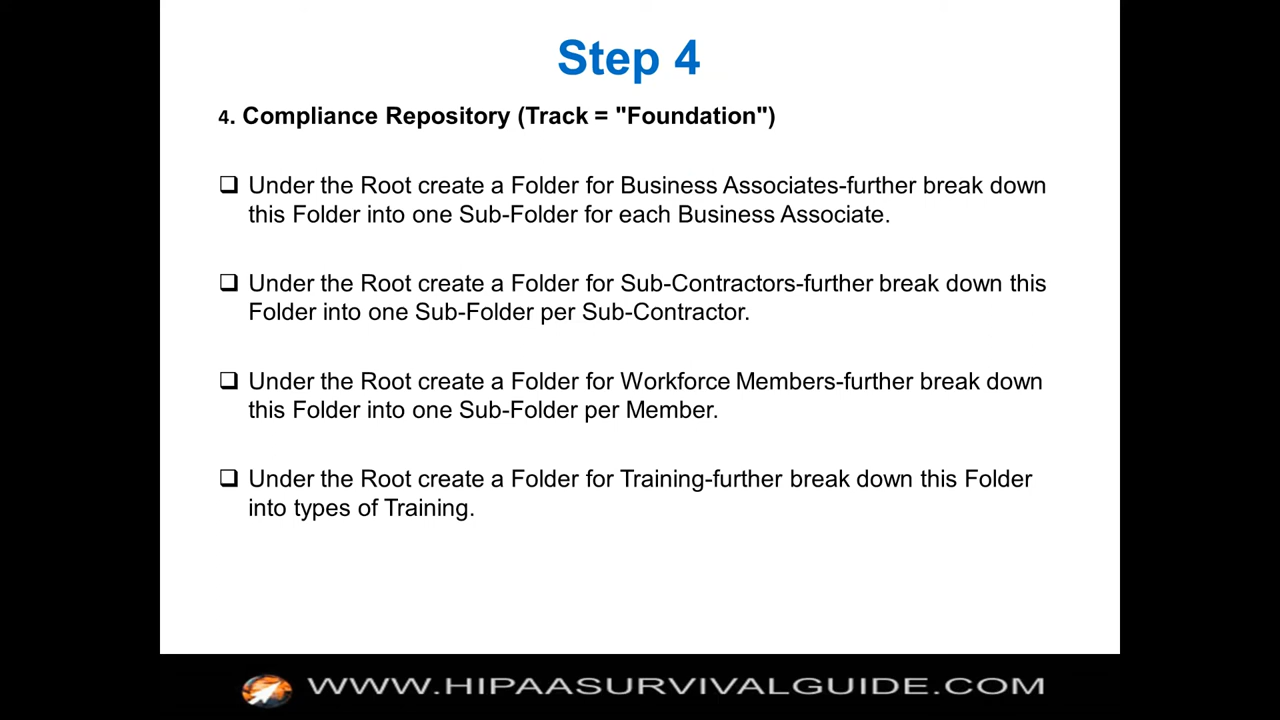 Step 4
4. Compliance Repository (Track = "Foundation")
❑ Under the Root create a Folder for Business Associates-further break down
this Folder into one Sub-Folder for each Business Associate.
❑ Under the Root create a Folder for Sub-Contractors-further break down this
Folder into one Sub-Folder per Sub-Contractor.
❑ Under the Root create a Folder for Workforce Members-further break down
this Folder into one Sub-Folder per Member.
❑ Under the Root create a Folder for Training-further break down this Folder
into types of Training.
WWW.HIPAASURVIVALGUIDE.COM